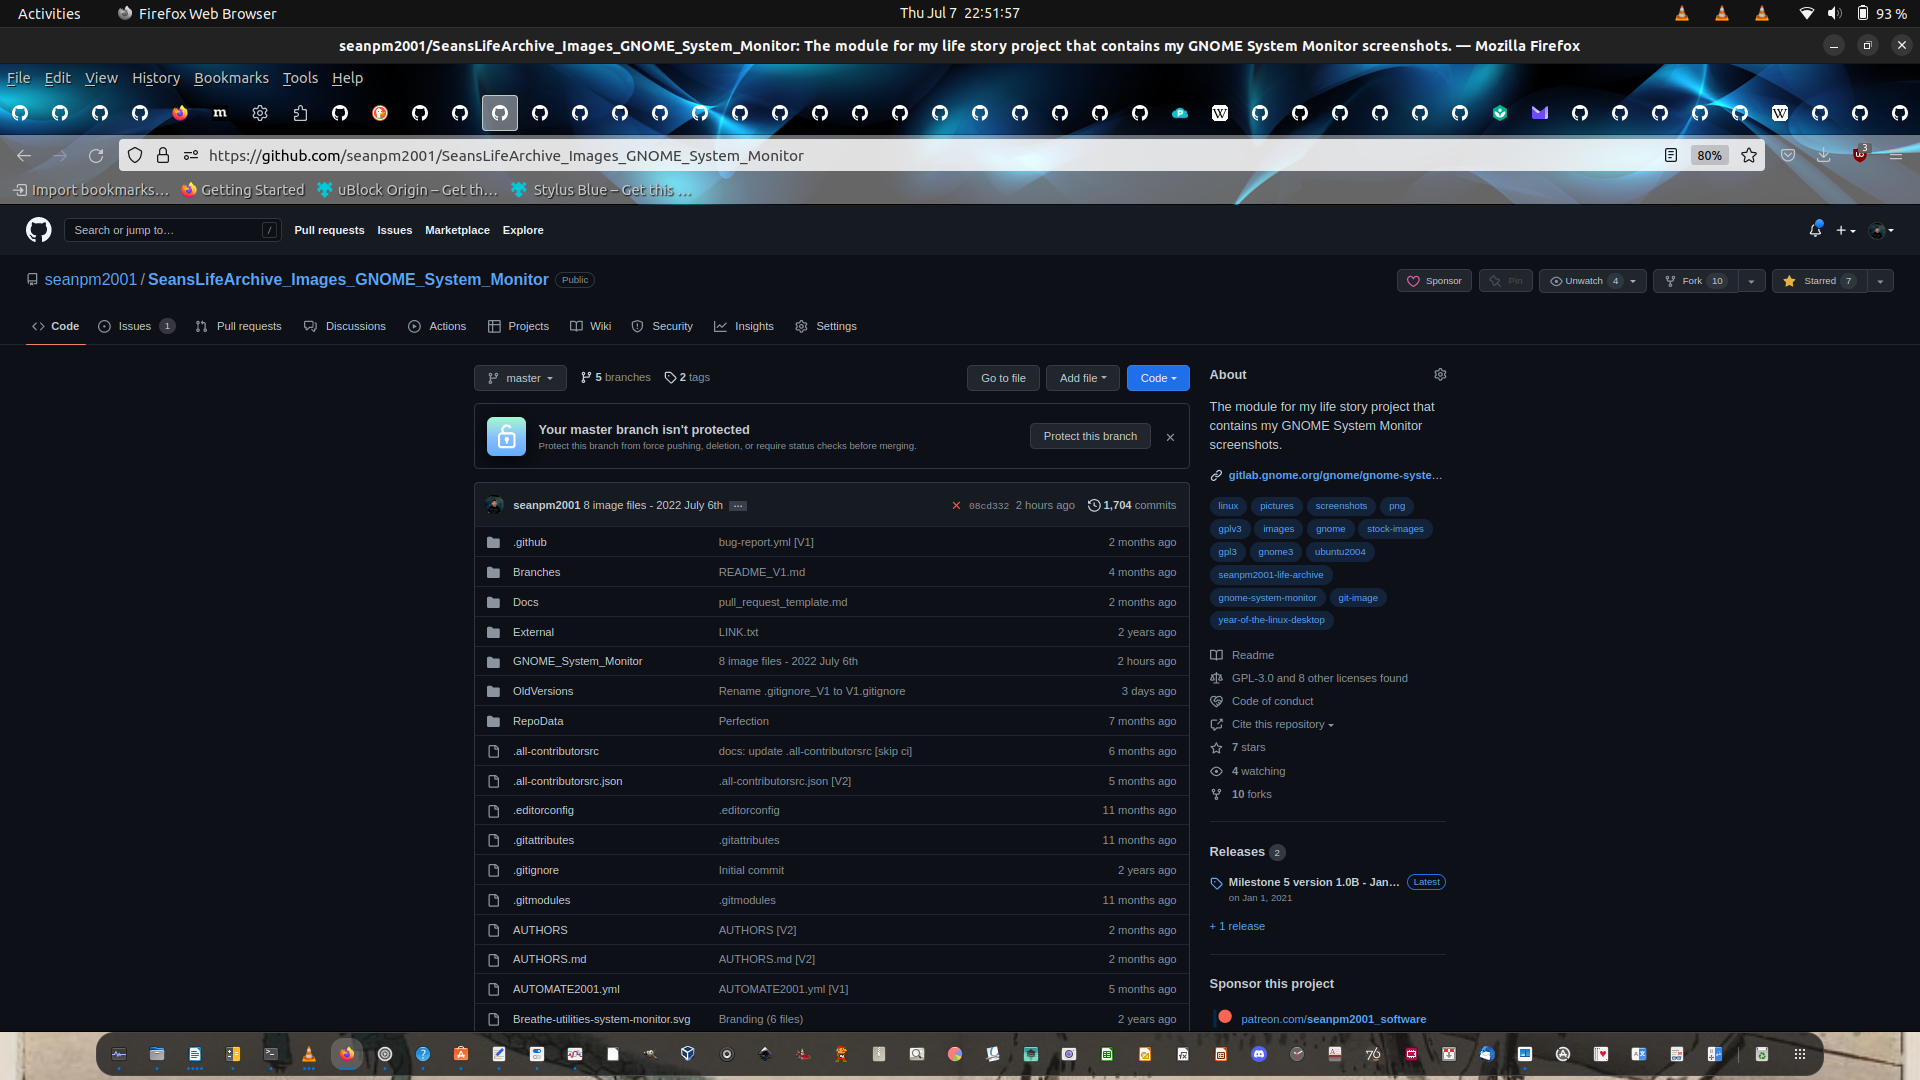 Activities
Firefox Web Browser
Thu Jul 7 22:51:57
93 %
seanpm2001/SeansLifeArchive_Images_GNOME_System_Monitor: The module for my life story project that contains my GNOME System Monitor screenshots. — Mozilla Firefox
File Edit View History Bookmarks Tools Help
https://github.com/seanpm2001/SeansLifeArchive_Images_GNOME_System_Monitor
80%
3
Import bookmarks… Getting Started uBlock Origin – Get th… Stylus Blue – Get this …
Search or jump to… /
Pull requests Issues Marketplace Explore
seanpm2001 / SeansLifeArchive_Images_GNOME_System_Monitor Public
Sponsor Pin Unwatch 4 Fork 10 Starred 7
Code Issues 1 Pull requests Discussions Actions Projects Wiki Security Insights Settings
master 5 branches 2 tags Go to file Add file Code
Your master branch isn't protected
Protect this branch from force pushing, deletion, or require status checks before merging.
Protect this branch
seanpm2001 8 image files - 2022 July 6th … 08cd332 2 hours ago 1,704 commits
.github bug-report.yml [V1] 2 months ago
Branches README_V1.md 4 months ago
Docs pull_request_template.md 2 months ago
External LINK.txt 2 years ago
GNOME_System_Monitor 8 image files - 2022 July 6th 2 hours ago
OldVersions Rename .gitignore_V1 to V1.gitignore 3 days ago
RepoData Perfection 7 months ago
.all-contributorsrc docs: update .all-contributorsrc [skip ci] 6 months ago
.all-contributorsrc.json .all-contributorsrc.json [V2] 5 months ago
.editorconfig .editorconfig 11 months ago
.gitattributes .gitattributes 11 months ago
.gitignore Initial commit 2 years ago
.gitmodules .gitmodules 11 months ago
AUTHORS AUTHORS [V2] 2 months ago
AUTHORS.md AUTHORS.md [V2] 2 months ago
AUTOMATE2001.yml AUTOMATE2001.yml [V1] 5 months ago
Breathe-utilities-system-monitor.svg Branding (6 files) 2 years ago
About
The module for my life story project that
contains my GNOME System Monitor
screenshots.
gitlab.gnome.org/gnome/gnome-syste…
linux pictures screenshots png
gplv3 images gnome stock-images
gpl3 gnome3 ubuntu2004
seanpm2001-life-archive
gnome-system-monitor git-image
year-of-the-linux-desktop
Readme
GPL-3.0 and 8 other licenses found
Code of conduct
Cite this repository
7 stars
4 watching
10 forks
Releases 2
Milestone 5 version 1.0B - Jan… Latest
on Jan 1, 2021
+ 1 release
Sponsor this project
patreon.com/seanpm2001_software